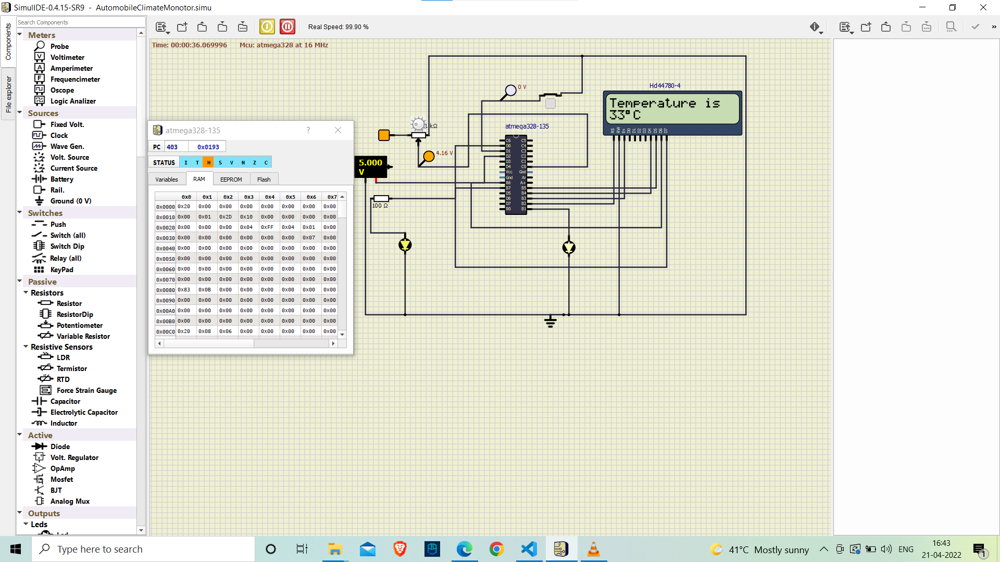 SimulIDE-0.4.15-SR9 - AutomobileClimateMonotor.simu
Components
File explorer
Search Components
Meters
Probe
Voltimeter
Amperimeter
Frequencimeter
Oscope
Logic Analizer
Sources
Fixed Volt.
Clock
Wave Gen.
Volt. Source
Current Source
Battery
Rail.
Ground (0 V)
Switches
Push
Switch (all)
Switch Dip
Relay (all)
KeyPad
Passive
Resistors
Resistor
ResistorDip
Potentiometer
Variable Resistor
Resistive Sensors
LDR
Termistor
RTD
Force Strain Gauge
Capacitor
Electrolytic Capacitor
Inductor
Active
Diode
Volt. Regulator
OpAmp
Mosfet
BJT
Analog Mux
Outputs
Leds
Real Speed: 99.90 %
»
Time: 00:00:36.069996 Mcu: atmega328 at 16 MHz
atmega328-135 ?
PC 403 0x0193
STATUS I T H S V N Z C
Variables RAM EEPROM Flash
0x0 0x1 0x2 0x3 0x4 0x5 0x6 0x7
0x0000 0x20 0x00 0x00 0x00 0x00 0x00 0x00 0x00
0x0010 0x00 0x01 0x2D 0x10 0x00 0x00 0x00 0x00
0x0020 0x00 0x00 0x00 0x04 0xFF 0x04 0x01 0x00
0x0030 0x00 0x00 0x00 0x00 0x00 0x00 0x07 0x00
0x0040 0x00 0x00 0x00 0x00 0x00 0x00 0x00 0x00
0x0050 0x00 0x00 0x00 0x00 0x00 0x00 0x00 0x00
0x0060 0x00 0x00 0x00 0x00 0x00 0x00 0x00 0x00
0x0070 0x00 0x00 0x00 0x00 0x00 0x00 0x00 0x00
0x0080 0x83 0x0B 0x00 0x00 0x00 0x00 0x00 0x00
0x0090 0x00 0x00 0x00 0x00 0x00 0x00 0x00 0x00
0x00A0 0x00 0x00 0x00 0x00 0x00 0x00 0x00 0x00
0x00B0 0x00 0x00 0x00 0x00 0x00 0x00 0x00 0x00
0x00C0 0x20 0x08 0x06 0x00 0x00 0x00 0x00 0x00
0 V
kΩ
4.16 V
5.000
V
100 Ω
atmega328-135
C6 C5
D0 C4
D1 C3
D2 C2
D3 C1
D4 C0
Vcc Gnd
Gnd Ar
B6 A+
B7 B5
D5 B4
D6 B3
D7 B2
B0 B1
Hd44780-4
Temperature is
33°C
RS RW En D0 D1 D2 D3 D4 D5 D6 D7
Type here to search
41°C Mostly sunny
ENG
16:43
21-04-2022
1